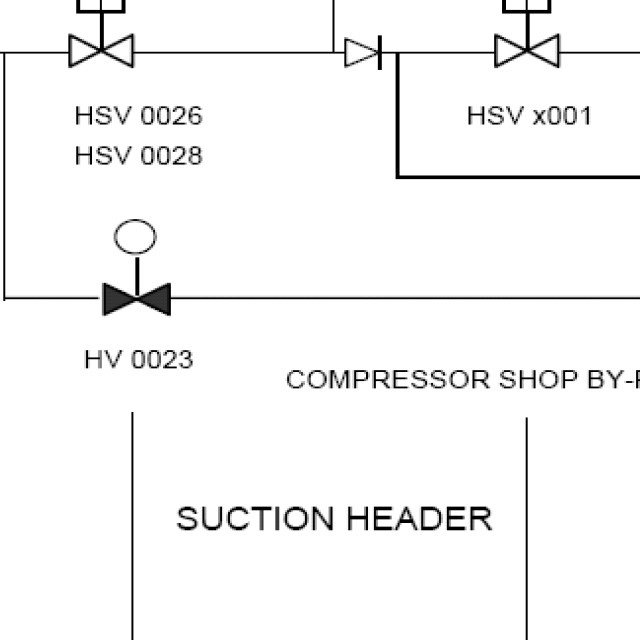 HSV 0026
HSV 0028
HSV x001
HV 0023
COMPRESSOR SHOP BY-
SUCTION HEADER